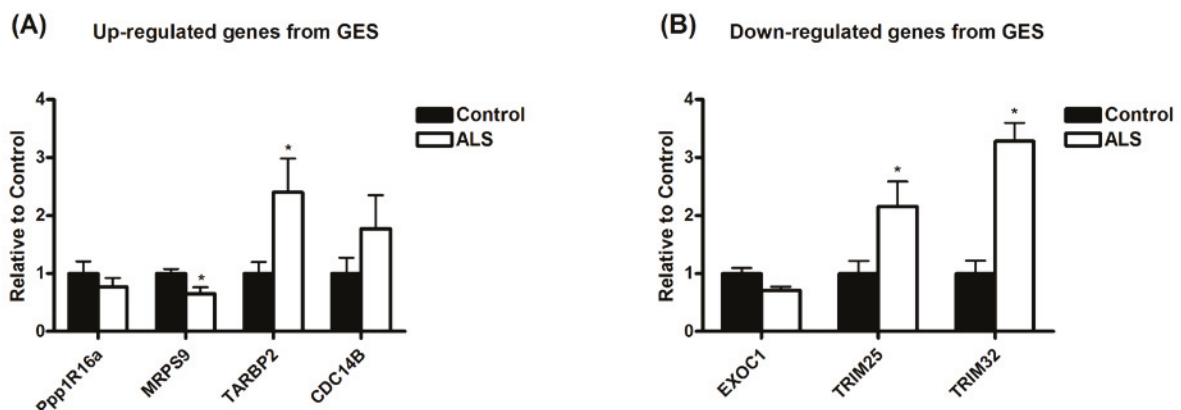 (A) Up-regulated genes from GES
Relative to Control
4
3
2
1
0
Control
ALS
*
*
Ppp1R16a
MRPS9
TARBP2
CDC14B
(B) Down-regulated genes from GES
Relative to Control
4
3
2
1
0
Control
ALS
*
*
EXOC1
TRIM25
TRIM32